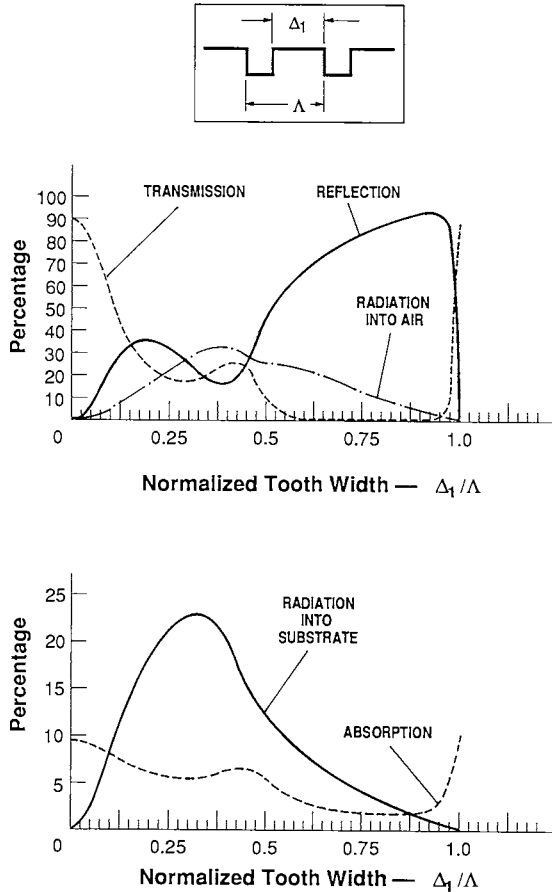 Δ₁
Λ
TRANSMISSION
REFLECTION
RADIATION
INTO AIR
Percentage
100
90
80
70
60
50
40
30
20
10
0
0.25
0.5
0.75
1.0
Normalized Tooth Width — Δ₁/Λ
RADIATION
INTO
SUBSTRATE
ABSORPTION
Percentage
25
20
15
10
5
0
0.25
0.5
0.75
1.0
Normalized Tooth Width — Δ₁/Λ